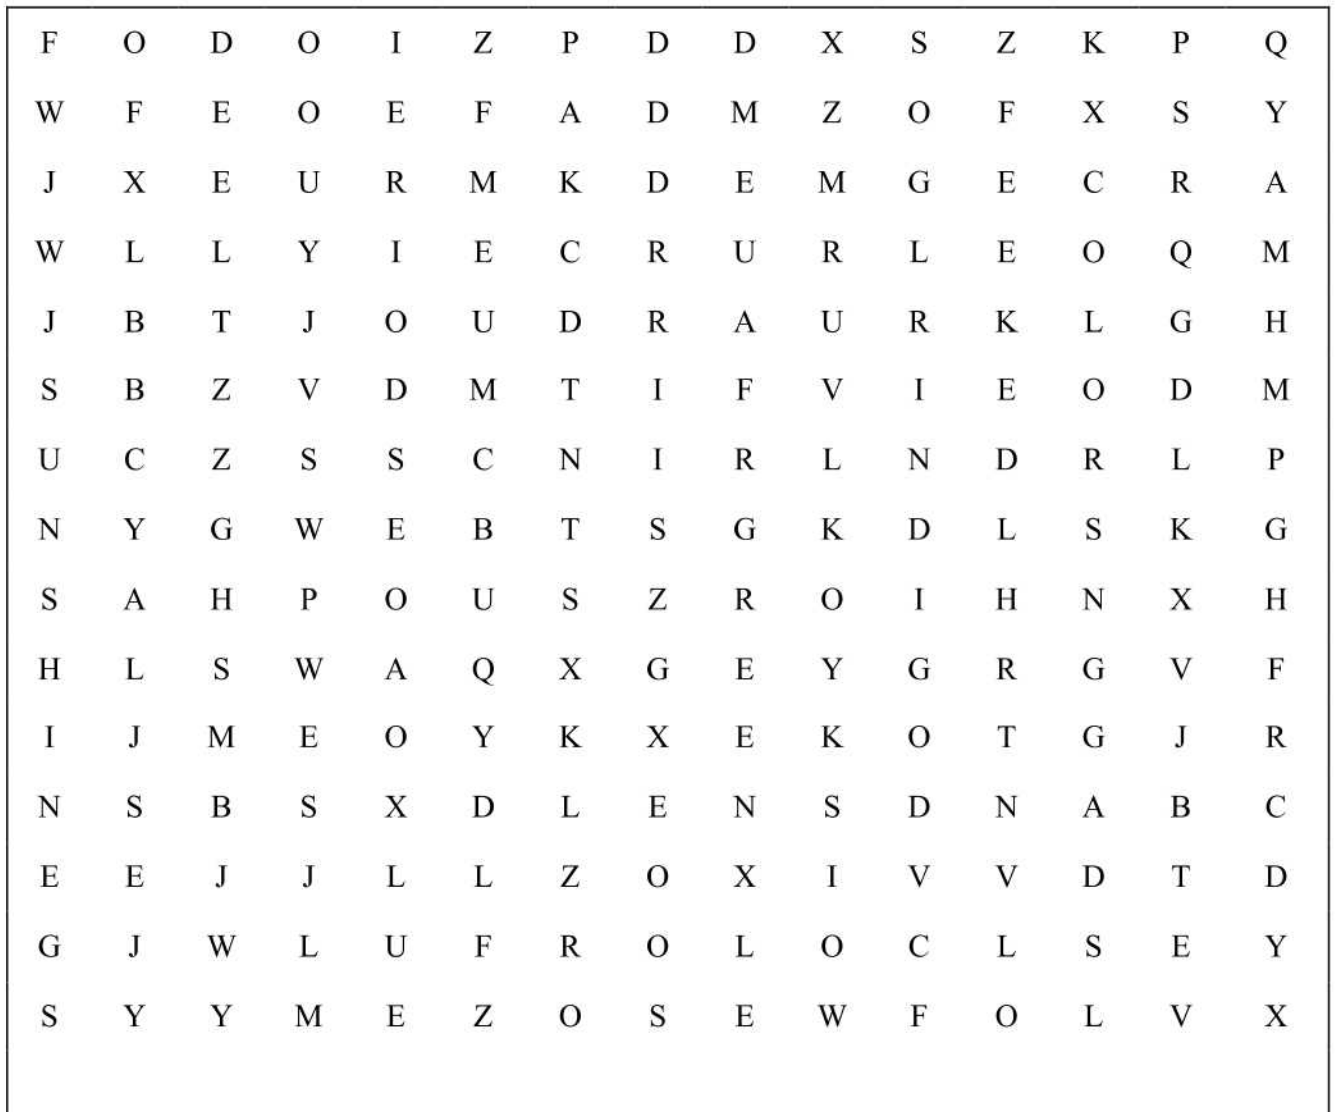 F O D O I Z P D D X S Z K P Q
W F E O E F A D M Z O F X S Y
J X E U R M K D E M G E C R A
W L L Y I E C R U R L E O Q M
J B T J O U D R A U R K L G H
S B Z V D M T I F V I E O D M
U C Z S S C N I R L N D R L P
N Y G W E B T S G K D L S K G
S A H P O U S Z R O I H N X H
H L S W A Q X G E Y G R G V F
I J M E O Y K X E K O T G J R
N S B S X D L E N S D N A B C
E E J J L L Z O X I V V D T D
G J W L U F R O L O C L S E Y
S Y Y M E Z O S E W F O L V X